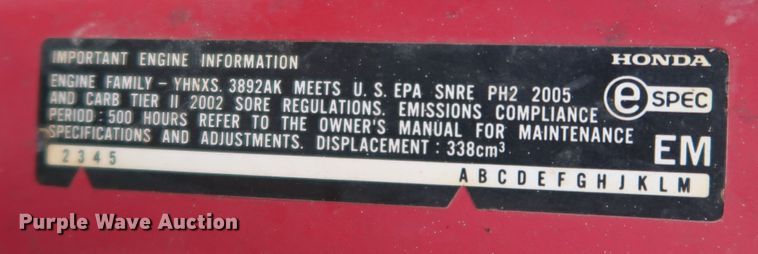 IMPORTANT ENGINE INFORMATION
HONDA
ENGINE FAMILY - YHNXS. 3892AK MEETS U.S. EPA SNRE PH2 2005
AND CARB TIER II 2002 SORE REGULATIONS. EMISSIONS COMPLIANCE
PERIOD: 500 HOURS REFER TO THE OWNER'S MANUAL FOR MAINTENANCE
SPECIFICATIONS AND ADJUSTMENTS. DISPLACEMENT : 338cm³
e SPEC
EM
2 3 4 5
A B C D E F G H J K L M
Purple Wave Auction